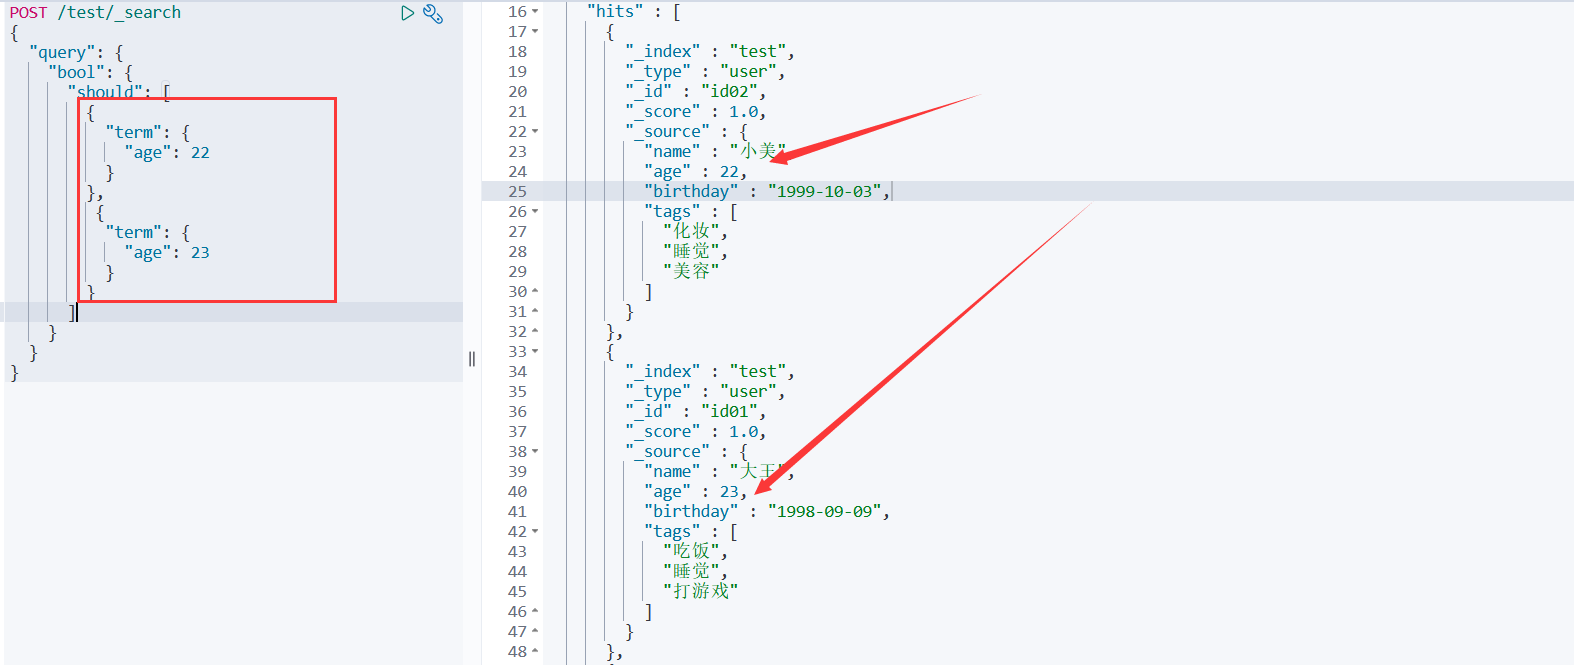 POST /test/_search
{
  "query": {
    "bool": {
      "should": [
        {
          "term": {
            "age": 22
          }
        },
         {
          "term": {
            "age": 23
          }
        }
      ]
    }
  }
}
16     "hits" : [
17       {
18         "_index" : "test",
19         "_type" : "user",
20         "_id" : "id02",
21         "_score" : 1.0,
22         "_source" : {
23           "name" : "小美"
24           "age" : 22,
25           "birthday" : "1999-10-03",
26           "tags" : [
27             "化妆",
28             "睡觉",
29             "美容"
30           ]
31         }
32       },
33       {
34         "_index" : "test",
35         "_type" : "user",
36         "_id" : "id01",
37         "_score" : 1.0,
38         "_source" : {
39           "name" : "大王",
40           "age" : 23,
41           "birthday" : "1998-09-09",
42           "tags" : [
43             "吃饭",
44             "睡觉",
45             "打游戏"
46           ]
47         }
48       },